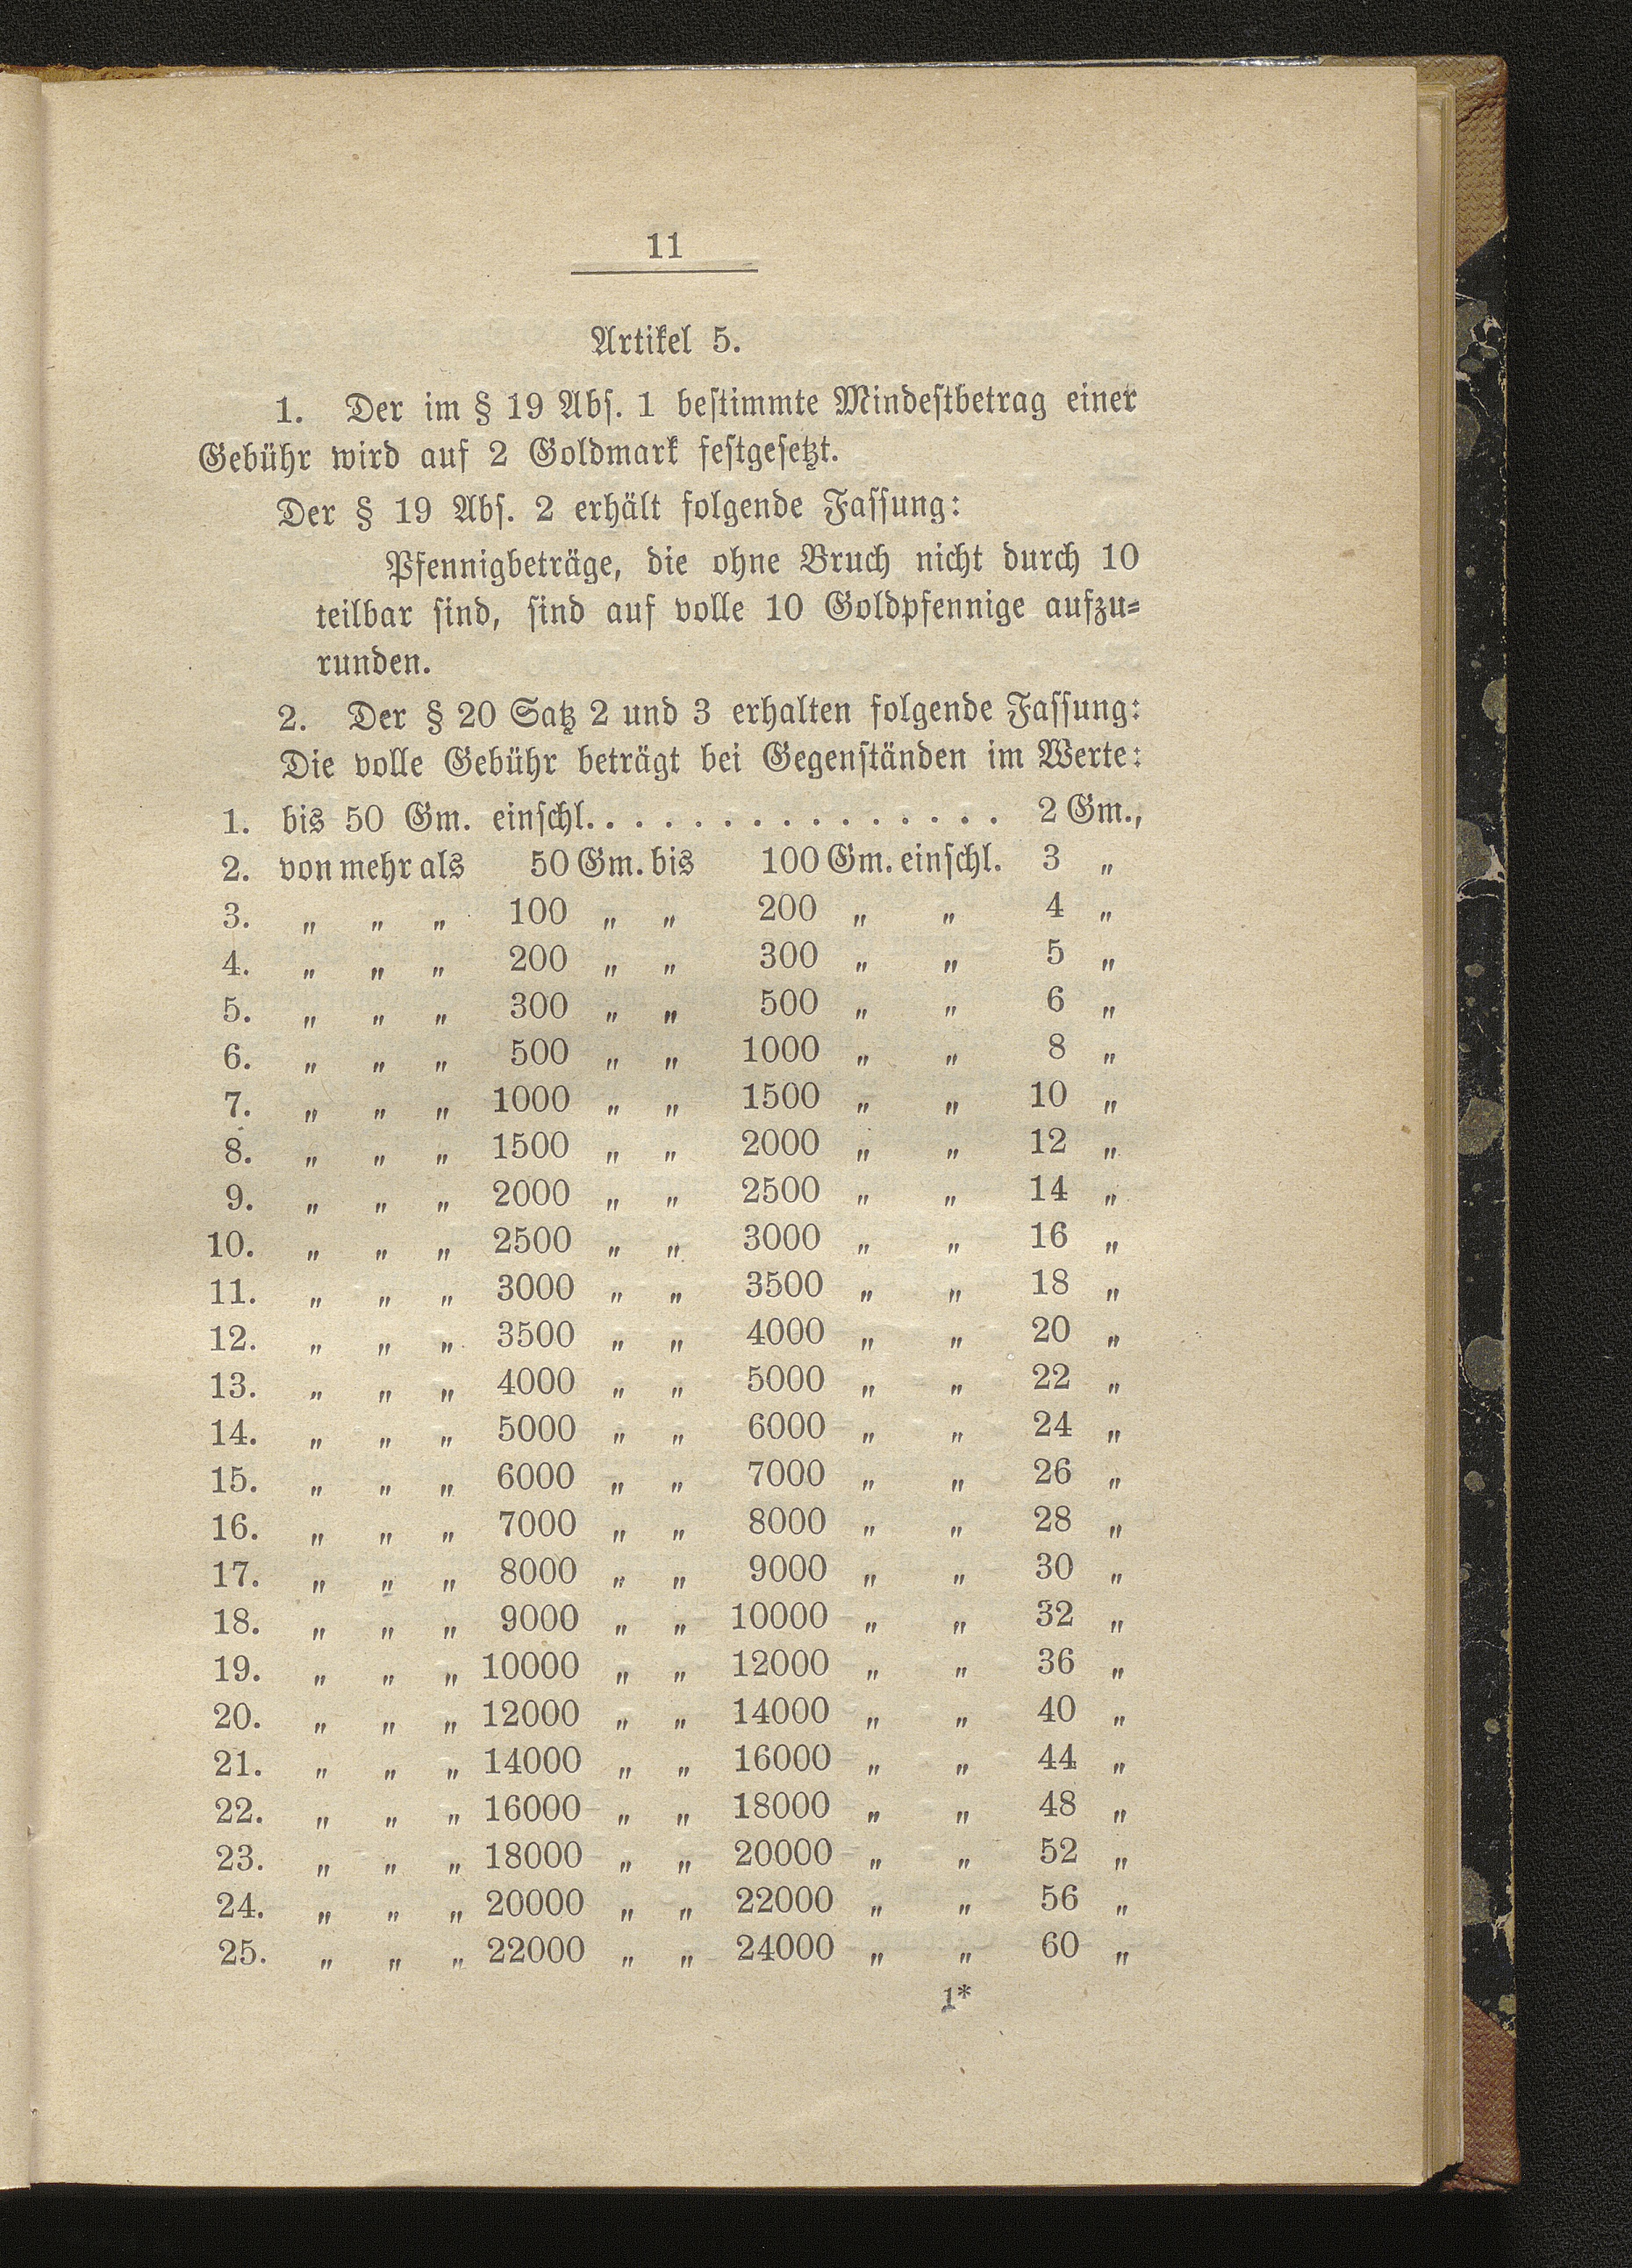 11
Artikel 5.
1. Der im § 19 Abs. 1 bestimmte Mindestbetrag einer
Gebühr wird auf 2 Goldmark festgesetzt.
Der § 19 Abs. 2 erhält folgende Fassung:
Pfennigbeträge, die ohne Bruch nicht durch 10
teilbar sind, sind auf volle 10 Goldpfennige aufzu-
runden.
2. Der § 20 Satz 2 und 3 erhalten folgende Fassung:
Die volle Gebühr beträgt bei Gegenständen im Werte:
1. bis 50 Gm. einschl. . . . . . . . . . . . . . . 2 Gm.,
2. von mehr als 50 Gm. bis 100 Gm. einschl. 3 „
3. „ „ „ 100 „ „ 200 „ „ 4 „
4. „ „ „ 200 „ „ 300 „ „ 5 „
5. „ „ „ 300 „ „ 500 „ „ 6 „
6. „ „ „ 500 „ „ 1000 „ „ 8 „
7. „ „ „ 1000 „ „ 1500 „ „ 10 „
8. „ „ „ 1500 „ „ 2000 „ „ 12 „
9. „ „ „ 2000 „ „ 2500 „ „ 14 „
10. „ „ „ 2500 „ „ 3000 „ „ 16 „
11. „ „ „ 3000 „ „ 3500 „ „ 18 „
12. „ „ „ 3500 „ „ 4000 „ „ 20 „
13. „ „ „ 4000 „ „ 5000 „ „ 22 „
14. „ „ „ 5000 „ „ 6000 „ „ 24 „
15. „ „ „ 6000 „ „ 7000 „ „ 26 „
16. „ „ „ 7000 „ „ 8000 „ „ 28 „
17. „ „ „ 8000 „ „ 9000 „ „ 30 „
18. „ „ „ 9000 „ „ 10000 „ „ 32 „
19. „ „ „ 10000 „ „ 12000 „ „ 36 „
20. „ „ „ 12000 „ „ 14000 „ „ 40 „
21. „ „ „ 14000 „ „ 16000 „ „ 44 „
22. „ „ „ 16000 „ „ 18000 „ „ 48 „
23. „ „ „ 18000 „ „ 20000 „ „ 52 „
24. „ „ „ 20000 „ „ 22000 „ „ 56 „
25. „ „ „ 22000 „ „ 24000 „ „ 60 „
1*